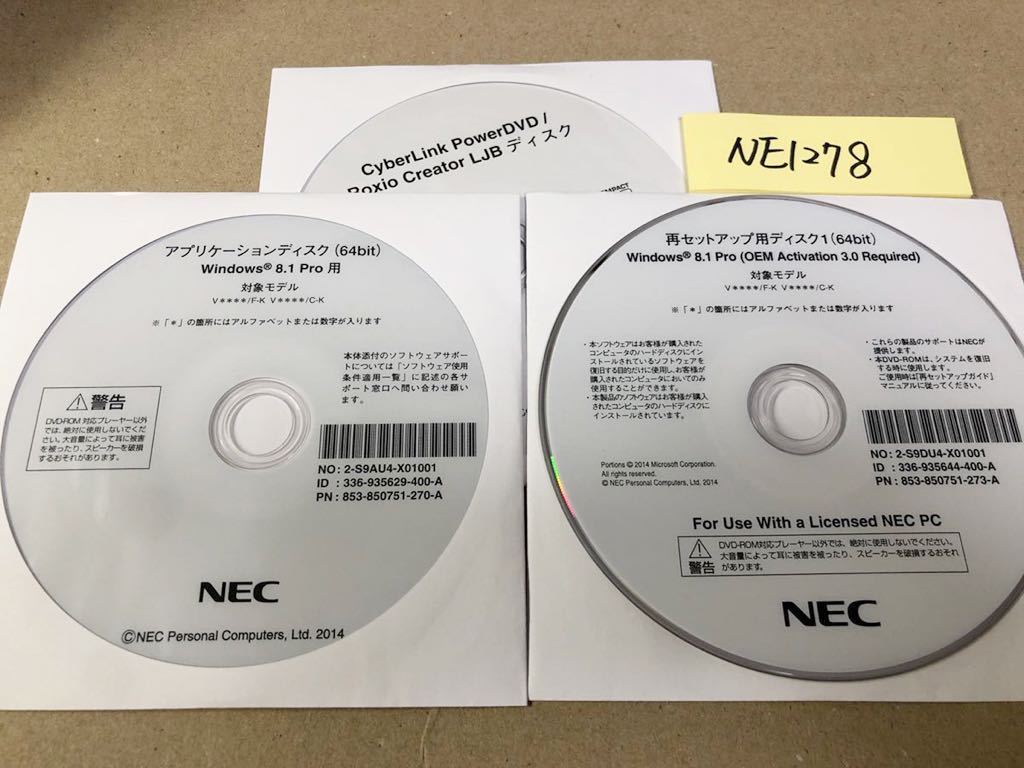 CyberLink PowerDVD /
Roxio Creator LJB ディスク
NE1278
アプリケーションディスク（64bit）
Windows® 8.1 Pro 用
対象モデル
V＊＊＊＊/F-K V＊＊＊＊/C-K
※「＊」の箇所にはアルファベットまたは数字が入ります
本体添付のソフトウェアサポー
トについては「ソフトウェア使用
条件適用一覧」に記述の各サ
ポート窓口へ問い合わせ願い
ます。
警告
DVD-ROM 対応プレーヤー以外
では、絶対に使用しないでくだ
さい。大音量によって耳に被害
を被ったり、スピーカーを破損
するおそれがあります。
NO : 2-S9AU4-X01001
ID : 336-935629-400-A
PN : 853-850751-270-A
NEC
©NEC Personal Computers, Ltd. 2014
再セットアップ用ディスク1（64bit）
Windows® 8.1 Pro (OEM Activation 3.0 Required)
対象モデル
V＊＊＊＊/F-K V＊＊＊＊/C-K
※「＊」の箇所にはアルファベットまたは数字が入ります
・本ソフトウェアはお客様が購入された
コンピュータのハードディスクにイン
ストールされているソフトウェアを
復旧する目的だけに使用し、お客様が
購入されたコンピュータにおいてのみ
使用することができます。
・本製品のソフトウェアはお客様が購入
されたコンピュータのハードディスクに
インストールされています。
・これらの製品のサポートはNECが
提供します。
・本DVD-ROMは、システムを復旧
する時に使用します。
ご使用時は「再セットアップガイド」
マニュアルに従ってください。
NO : 2-S9DU4-X01001
ID : 336-935644-400-A
PN : 853-850751-273-A
Portions © 2014 Microsoft Corporation.
All rights reserved.
© NEC Personal Computers, Ltd. 2014
For Use With a Licensed NEC PC
警告
DVD-ROM対応プレーヤー以外では、絶対に使用しないでください。
大音量によって耳に被害を被ったり、スピーカーを破損するおそれ
があります。
NEC